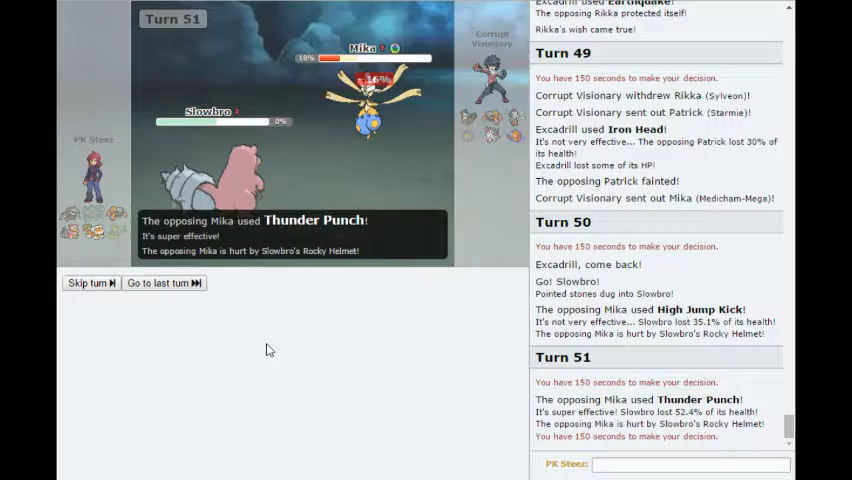 Turn 51
Mika
18%
16%
Slowbro
0%
PK Steez
Corrupt
Visionary
The opposing Mika used Thunder Punch!
It's super effective!
The opposing Mika is hurt by Slowbro's Rocky Helmet!
Skip turn
Go to last turn
Excadrill used Earthquake!
The opposing Rikka protected itself!
Rikka's wish came true!
Turn 49
You have 150 seconds to make your decision.
Corrupt Visionary withdrew Rikka (Sylveon)!
Corrupt Visionary sent out Patrick (Starmie)!
Excadrill used Iron Head!
It's not very effective... The opposing Patrick lost 30% of
its health!
Excadrill lost some of its HP!
The opposing Patrick fainted!
Corrupt Visionary sent out Mika (Medicham-Mega)!
Turn 50
You have 150 seconds to make your decision.
Excadrill, come back!
Go! Slowbro!
Pointed stones dug into Slowbro!
The opposing Mika used High Jump Kick!
It's not very effective... Slowbro lost 35.1% of its health!
The opposing Mika is hurt by Slowbro's Rocky Helmet!
Turn 51
You have 150 seconds to make your decision.
The opposing Mika used Thunder Punch!
It's super effective! Slowbro lost 52.4% of its health!
The opposing Mika is hurt by Slowbro's Rocky Helmet!
You have 150 seconds to make your decision.
PK Steez: